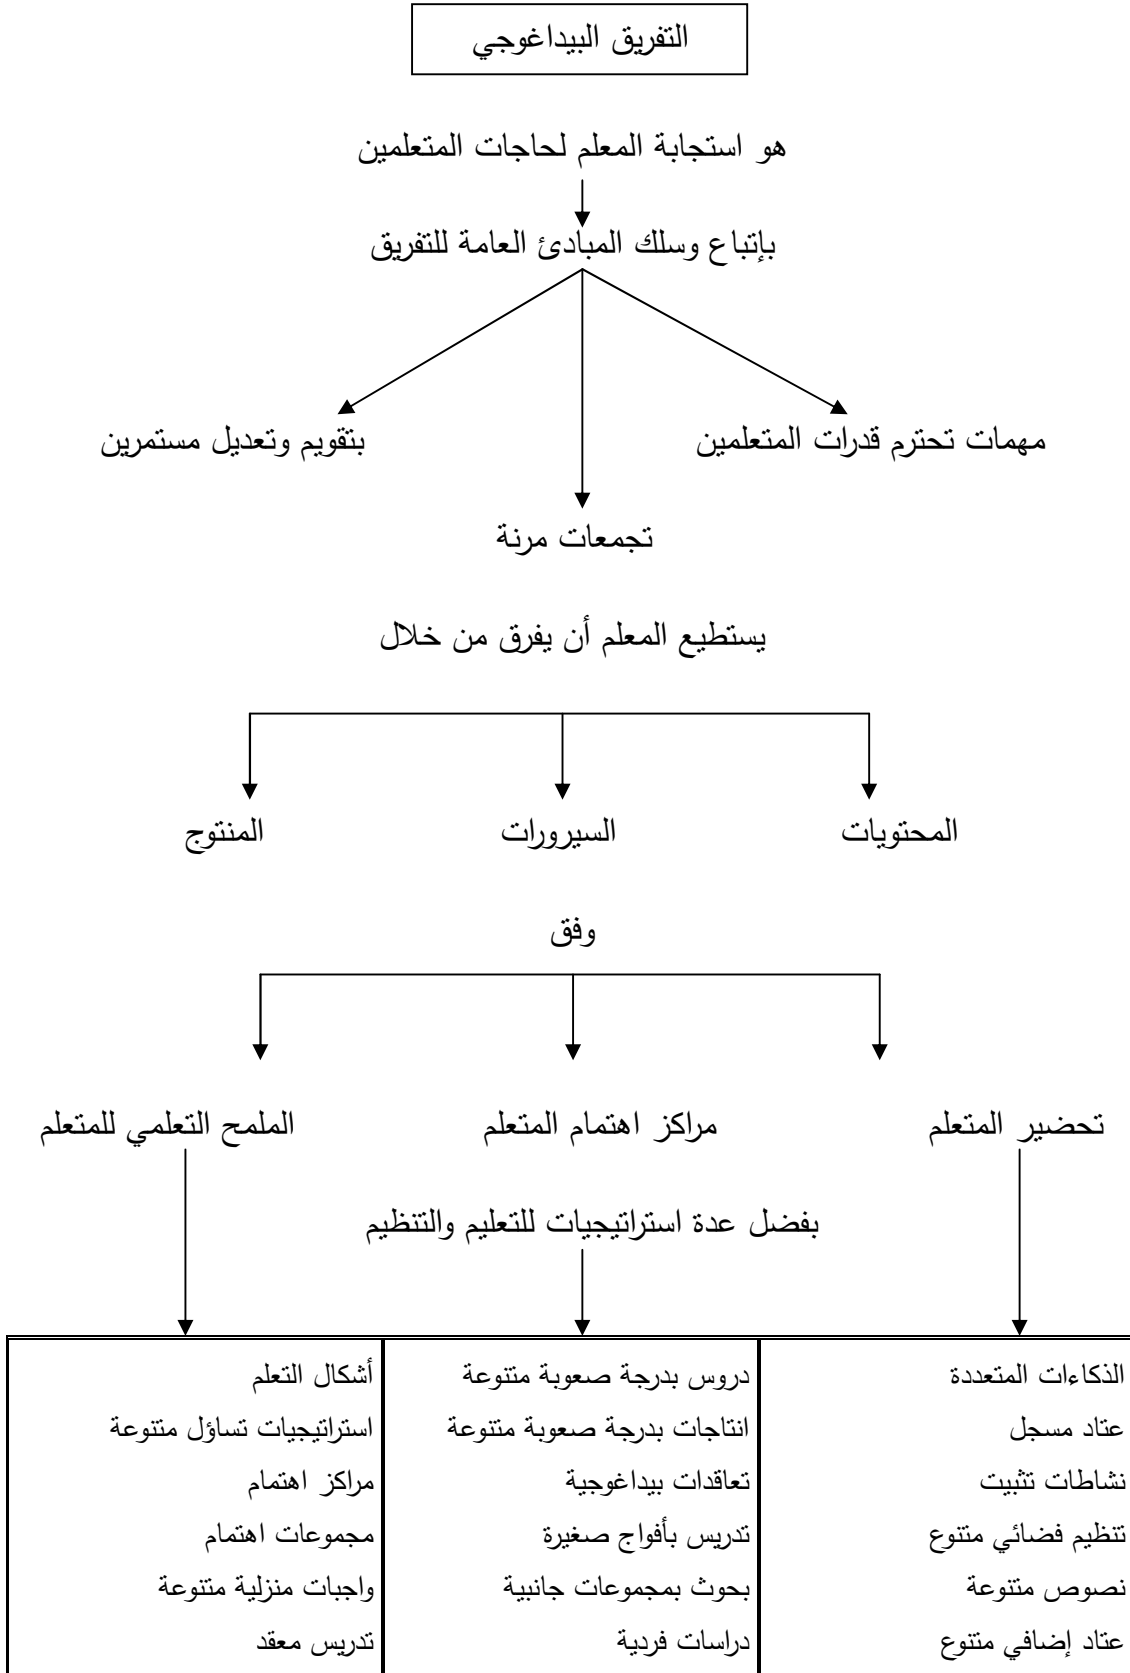 التفريق البيداغوجي
هو استجابة المعلم لحاجات المتعلمين
بإتباع وسلك المبادئ العامة للتفريق
مهمات تحترم قدرات المتعلمين
بتقويم وتعديل مستمرين
تجمعات مرنة
يستطيع المعلم أن يفرق من خلال
المحتويات
السيرورات
المنتوج
وفق
تحضير المتعلم
مراكز اهتمام المتعلم
الملمح التعلمي للمتعلم
بفضل عدة استراتيجيات للتعليم والتنظيم
الذكاءات المتعددة
عتاد مسجل
نشاطات تثبيت
تنظيم فضائي متنوع
نصوص متنوعة
عتاد إضافي متنوع
دروس بدرجة صعوبة متنوعة
انتاجات بدرجة صعوبة متنوعة
تعاقدات بيداغوجية
تدريس بأفواج صغيرة
بحوث بمجموعات جانبية
دراسات فردية
أشكال التعلم
استراتيجيات تساؤل متنوعة
مراكز اهتمام
مجموعات اهتمام
واجبات منزلية متنوعة
تدريس معقد